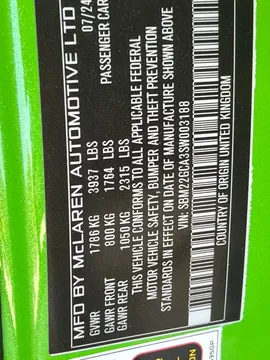 MFD BY McLAREN AUTOMOTIVE LTD 07/24
GVWR 1786 KG 3937 LBS PASSENGER CAR
GAWR FRONT 800 KG 1764 LBS
GAWR REAR 1050 KG 2315 LBS
THIS VEHICLE CONFORMS TO ALL APPLICABLE FEDERAL
MOTOR VEHICLE SAFETY, BUMPER AND THEFT PREVENTION
STANDARDS IN EFFECT ON DATE OF MANUFACTURE SHOWN ABOVE
VIN : SBM22GCA3SW003188
COUNTRY OF ORIGIN UNITED KINGDOM